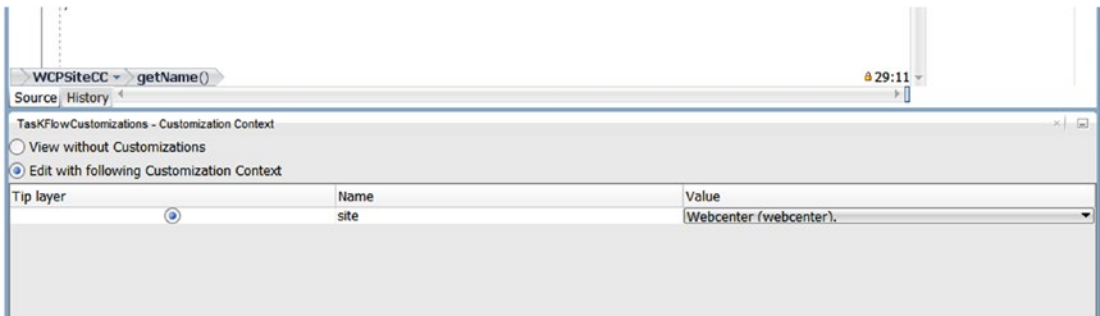 WCPSiteCC getName() 29:11
Source History
TasKFlowCustomizations - Customization Context
View without Customizations
Edit with following Customization Context
Tip layer Name Value
site Webcenter (webcenter).